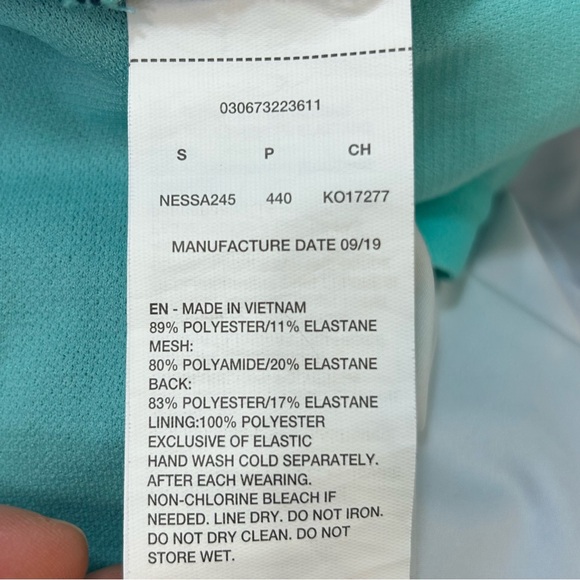 030673223611
S P CH
NESSA245 440 KO17277
MANUFACTURE DATE 09/19
EN - MADE IN VIETNAM
89% POLYESTER/11% ELASTANE
MESH:
80% POLYAMIDE/20% ELASTANE
BACK:
83% POLYESTER/17% ELASTANE
LINING:100% POLYESTER
EXCLUSIVE OF ELASTIC
HAND WASH COLD SEPARATELY.
AFTER EACH WEARING.
NON-CHLORINE BLEACH IF
NEEDED. LINE DRY. DO NOT IRON.
DO NOT DRY CLEAN. DO NOT
STORE WET.